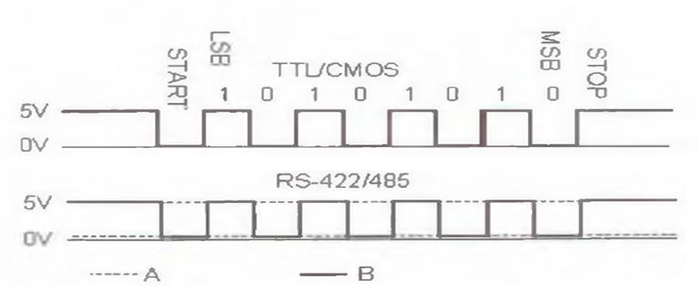 START LSB MSB STOP
TTL/CMOS
1 0 1 0 1 0 1 0
5V
0V
RS-422/485
5V
0V
A B